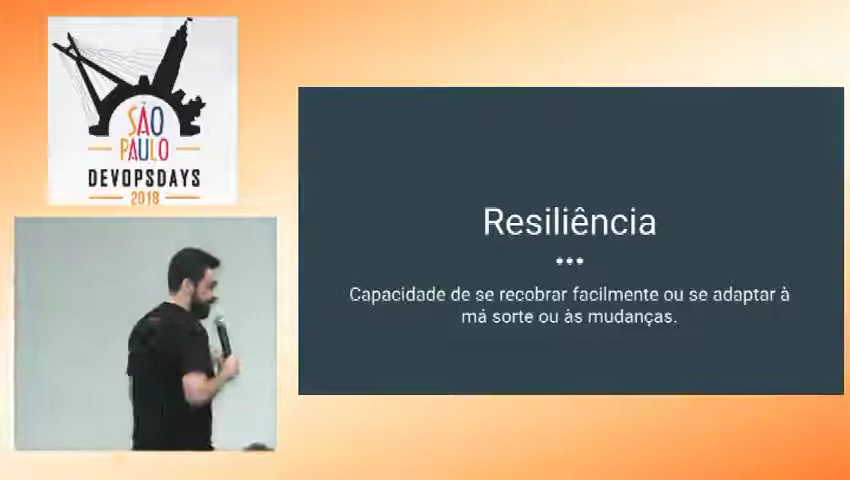 SÃO
PAULO
DEVOPSDAYS
2018
Resiliência
Capacidade de se recobrar facilmente ou se adaptar à
má sorte ou às mudanças.